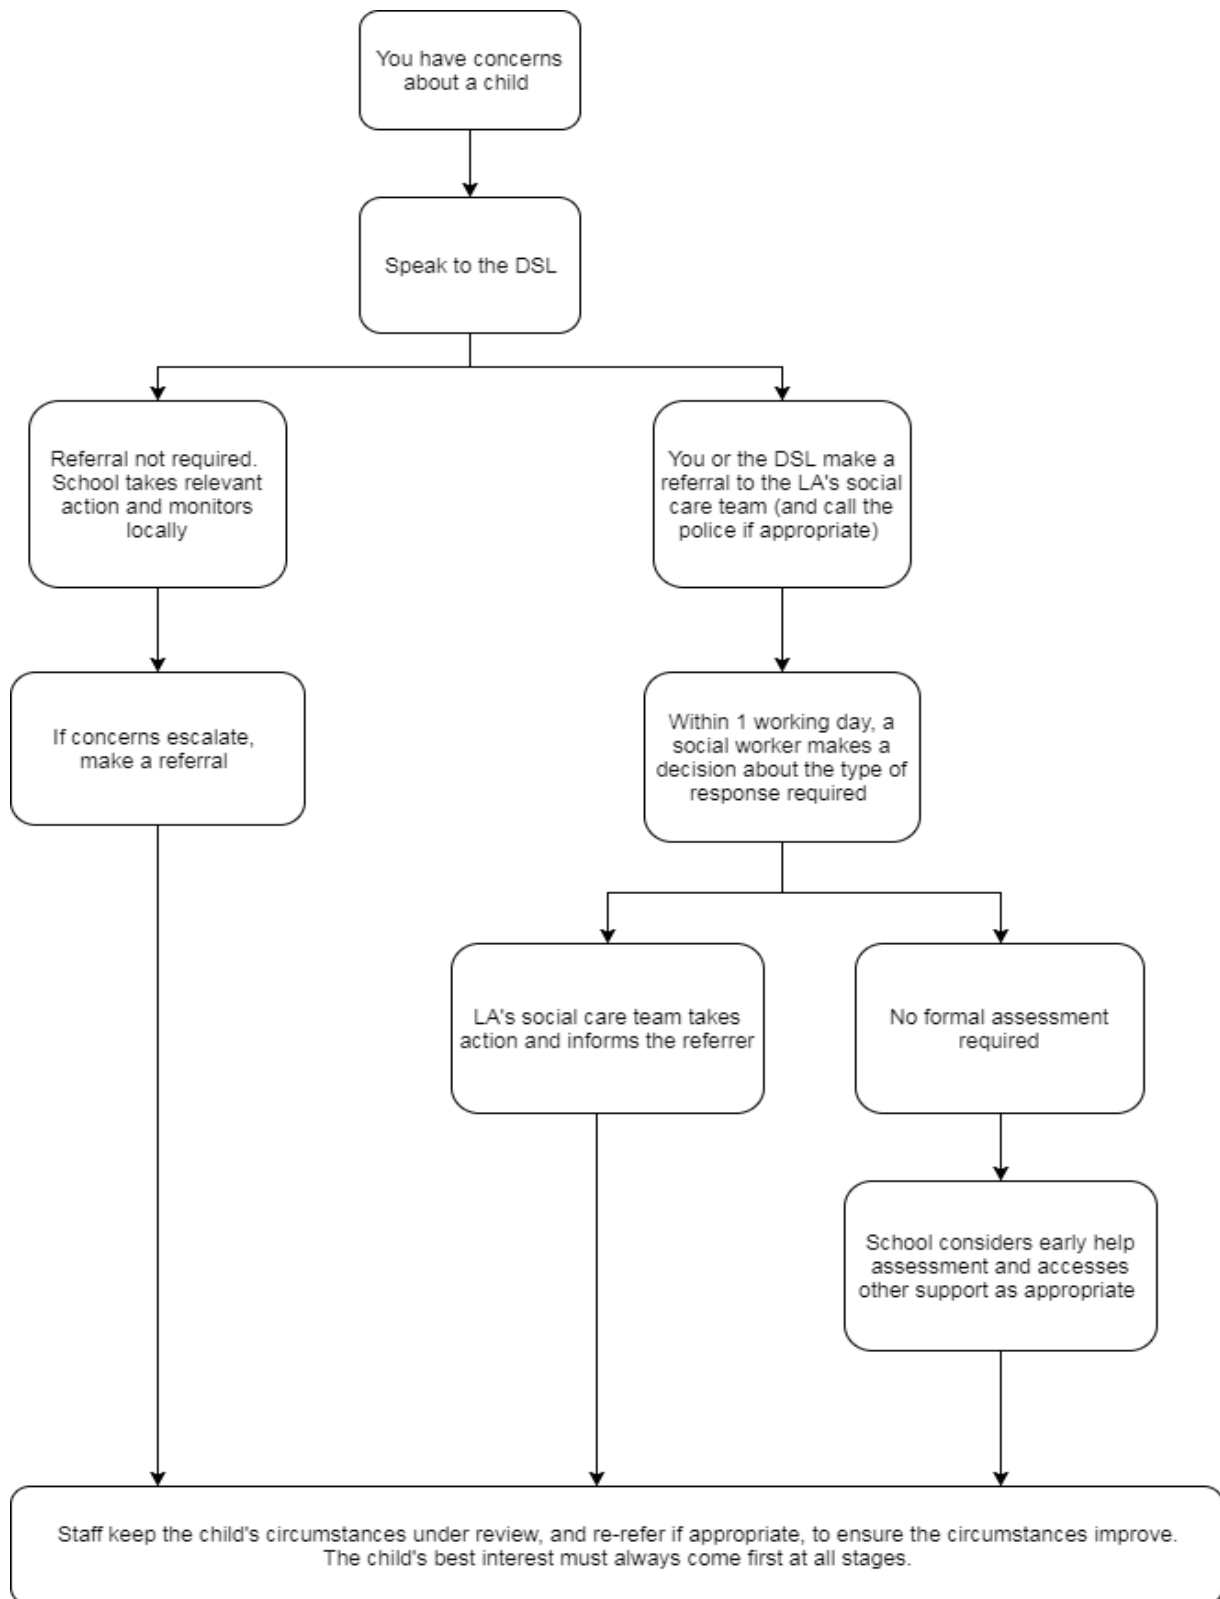 You have concerns
about a child
Speak to the DSL
Referral not required.
School takes relevant
action and monitors
locally
You or the DSL make a
referral to the LA's social
care team (and call the
police if appropriate)
If concerns escalate,
make a referral
Within 1 working day, a
social worker makes a
decision about the type of
response required
LA's social care team takes
action and informs the referrer
No formal assessment
required
School considers early help
assessment and accesses
other support as appropriate
Staff keep the child's circumstances under review, and re-refer if appropriate, to ensure the circumstances improve.
The child's best interest must always come first at all stages.